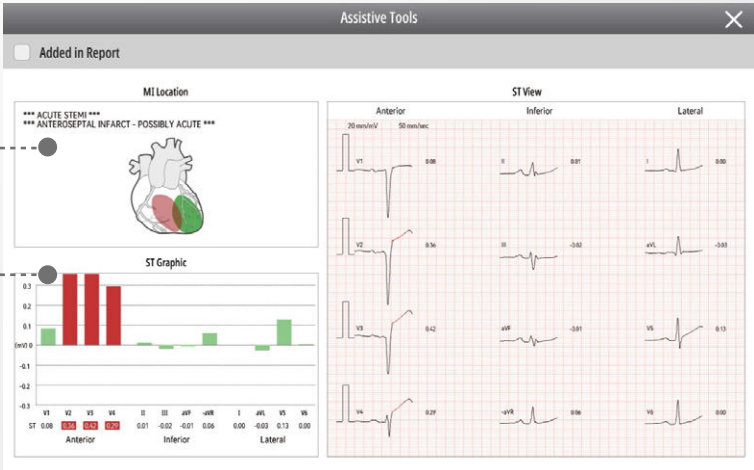 Assistive Tools
Added in Report
MI Location
*** ACUTE STEMI ***
*** ANTEROSEPTAL INFARCT - POSSIBLY ACUTE ***
ST Graphic
0.3
0.2
0.1
(mV) 0
-0.1
-0.2
-0.3
V1 V2 V3 V4 II III aVF -aVR I aVL V5 V6
ST 0.08 0.36 0.42 0.29 0.01 -0.02 -0.01 0.06 0.00 -0.03 0.13 0.00
Anterior Inferior Lateral
ST View
Anterior Inferior Lateral
20 mm/mV 50 mm/sec
V1 0.08 II 0.01 I 0.00
V2 0.36 III -0.02 aVL -0.03
V3 0.42 aVF -0.01 V5 0.13
V4 0.29 -aVR 0.06 V6 0.00